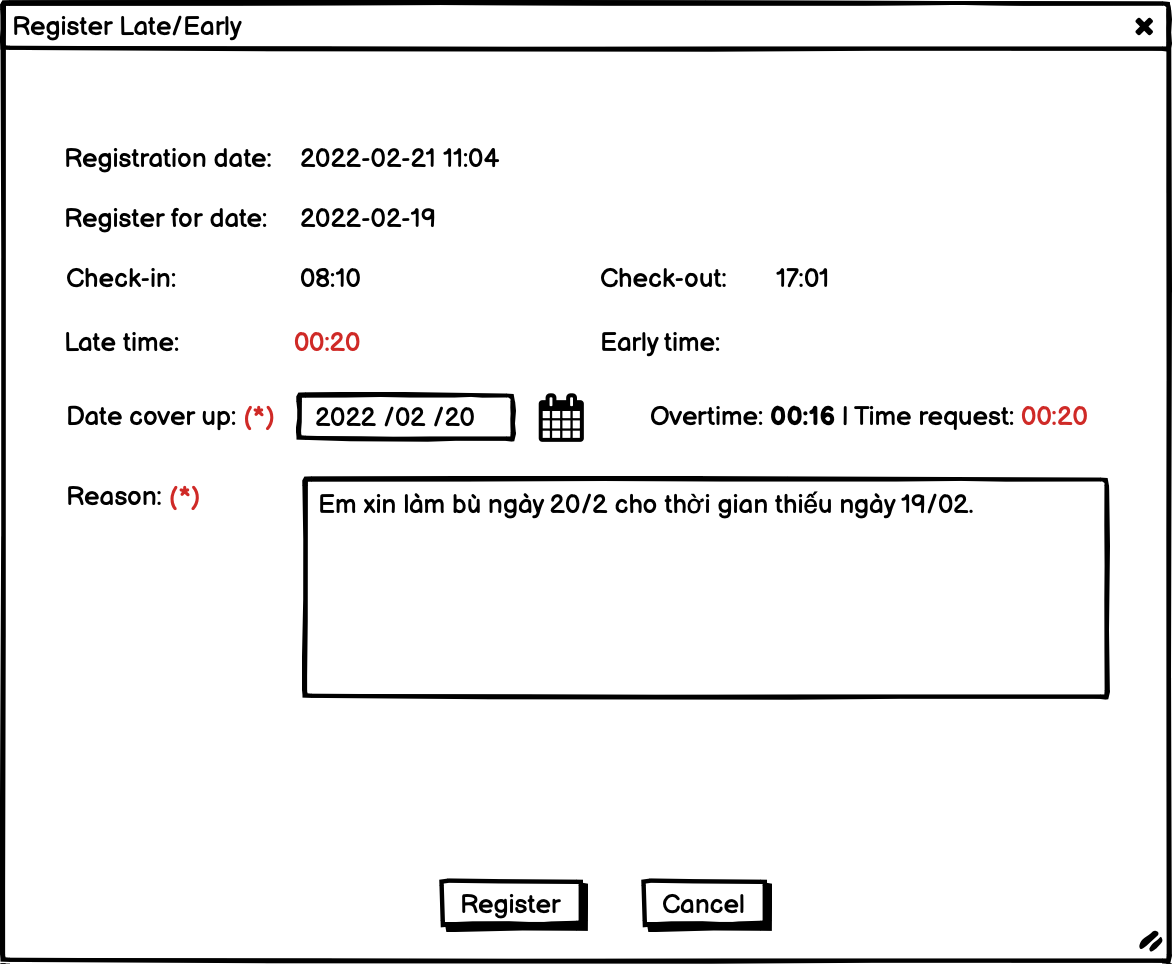 Register Late/Early
Registration date: 2022-02-21 11:04
Register for date: 2022-02-19
Check-in: 08:10 Check-out: 17:01
Late time: 00:20 Early time:
Date cover up: (*) 2022 /02 /20 Overtime: 00:16 | Time request: 00:20
Reason: (*) Em xin làm bù ngày 20/2 cho thời gian thiếu ngày 19/02.
Register Cancel